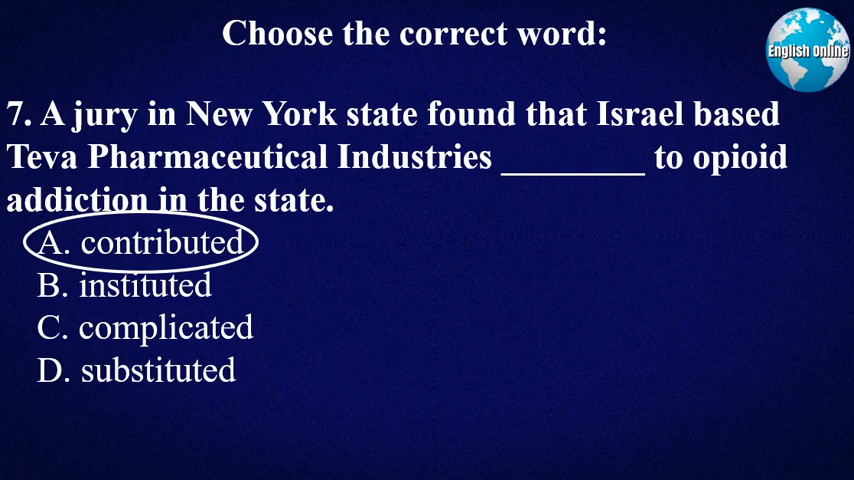 Choose the correct word:
English Online
7. A jury in New York state found that Israel based
Teva Pharmaceutical Industries _________ to opioid
addiction in the state.
A. contributed
B. instituted
C. complicated
D. substituted